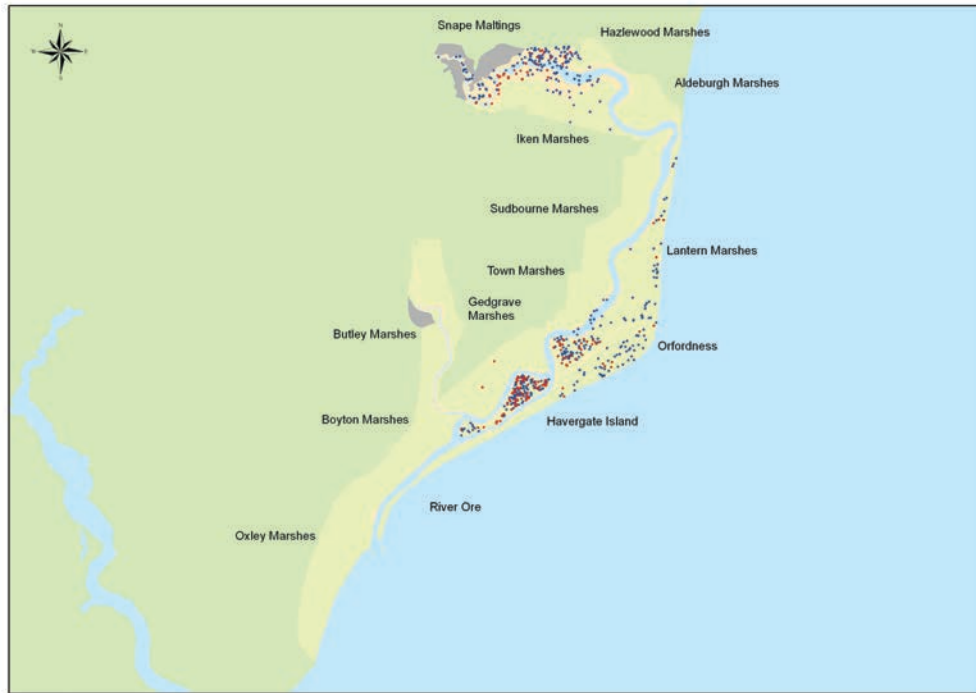 Snape Maltings
Hazlewood Marshes
N
W
E
S
Aldeburgh Marshes
Iken Marshes
Sudbourne Marshes
Lantern Marshes
Town Marshes
Gedgrave
Marshes
Butley Marshes
Orfordness
Boyton Marshes
Havergate Island
River Ore
Oxley Marshes